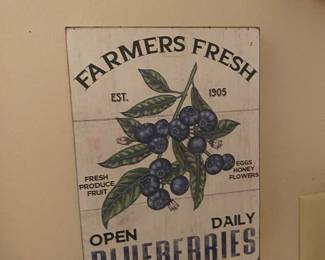 FARMERS FRESH
EST. 1905
FRESH
PRODUCE
FRUIT
EGGS
HONEY
FLOWERS
OPEN DAILY
BLUEBERRIES